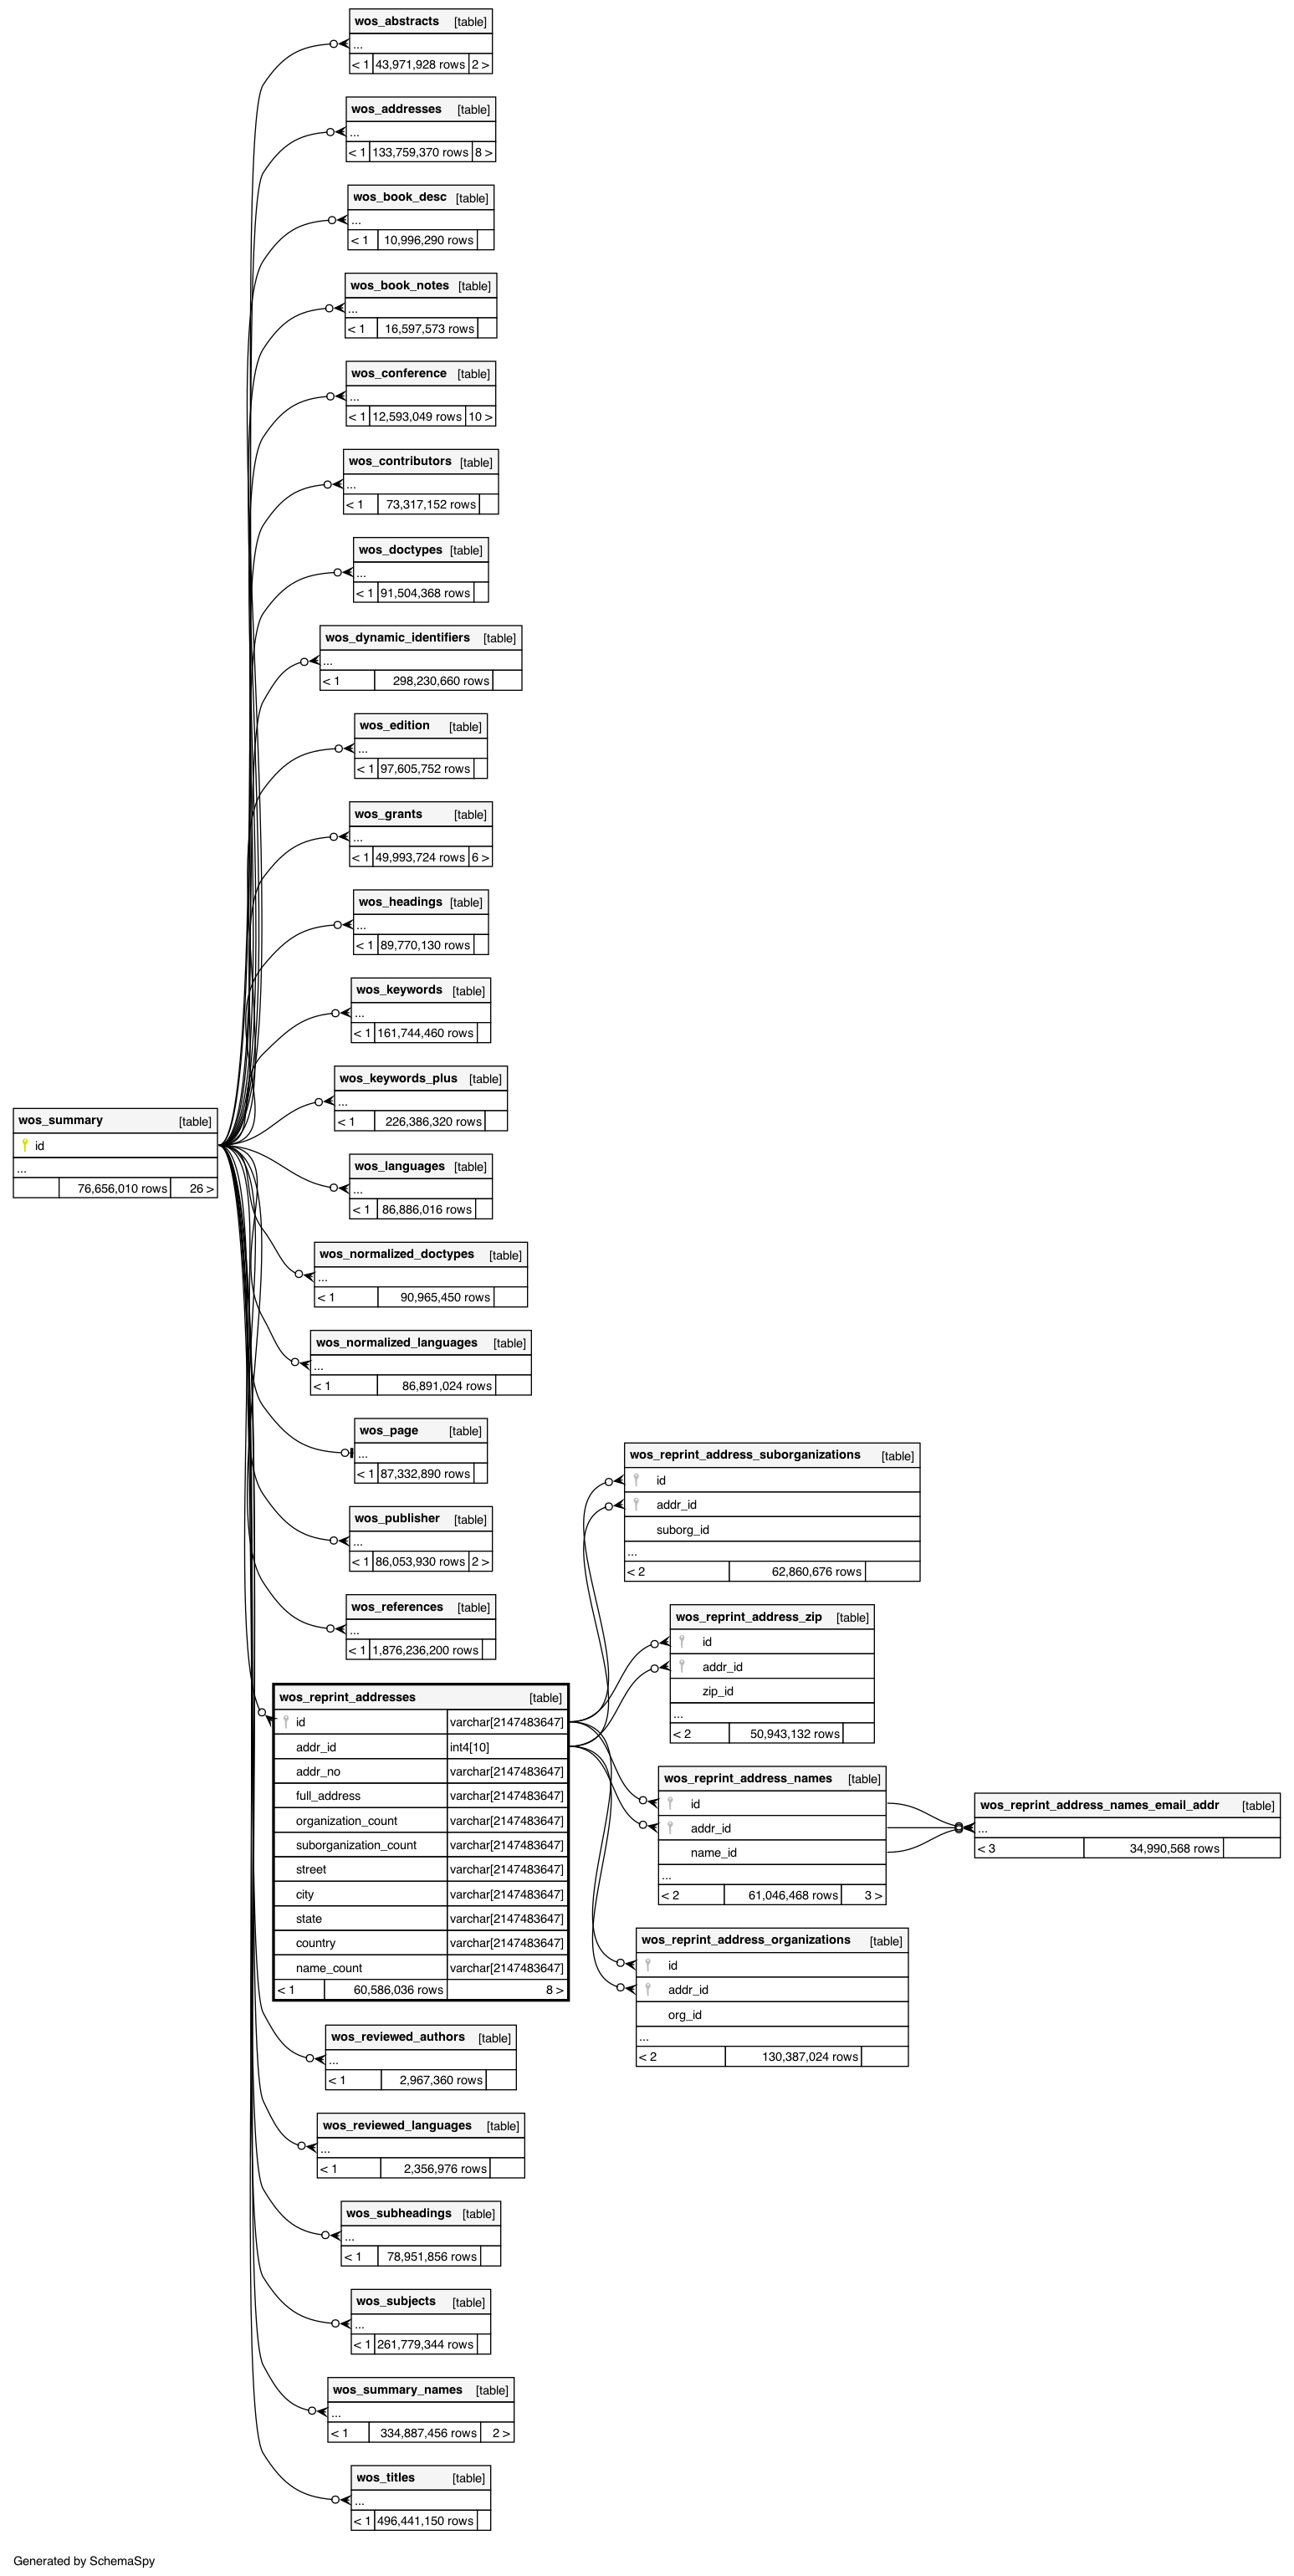 wos_abstracts [table]
...
< 1 43,971,928 rows 2 >
wos_addresses [table]
...
< 1 133,759,370 rows 8 >
wos_book_desc [table]
...
< 1 10,996,290 rows
wos_book_notes [table]
...
< 1 16,597,573 rows
wos_conference [table]
...
< 1 12,593,049 rows 10 >
wos_contributors [table]
...
< 1 73,317,152 rows
wos_doctypes [table]
...
< 1 91,504,368 rows
wos_dynamic_identifiers [table]
...
< 1 298,230,660 rows
wos_edition [table]
...
< 1 97,605,752 rows
wos_grants [table]
...
< 1 49,993,724 rows 6 >
wos_headings [table]
...
< 1 89,770,130 rows
wos_keywords [table]
...
< 1 161,744,460 rows
wos_keywords_plus [table]
...
< 1 226,386,320 rows
wos_summary [table]
id
...
76,656,010 rows 26 >
wos_languages [table]
...
< 1 86,886,016 rows
wos_normalized_doctypes [table]
...
< 1 90,965,450 rows
wos_normalized_languages [table]
...
< 1 86,891,024 rows
wos_page [table]
...
< 1 87,332,890 rows
wos_publisher [table]
...
< 1 86,053,930 rows 2 >
wos_references [table]
...
< 1 1,876,236,200 rows
wos_reprint_addresses [table]
id varchar[2147483647]
addr_id int4[10]
addr_no varchar[2147483647]
full_address varchar[2147483647]
organization_count varchar[2147483647]
suborganization_count varchar[2147483647]
street varchar[2147483647]
city varchar[2147483647]
state varchar[2147483647]
country varchar[2147483647]
name_count varchar[2147483647]
< 1 60,586,036 rows 8 >
wos_reprint_address_suborganizations [table]
id
addr_id
suborg_id
...
< 2 62,860,676 rows
wos_reprint_address_zip [table]
id
addr_id
zip_id
...
< 2 50,943,132 rows
wos_reprint_address_names [table]
id
addr_id
name_id
...
< 2 61,046,468 rows 3 >
wos_reprint_address_names_email_addr [table]
...
< 3 34,990,568 rows
wos_reprint_address_organizations [table]
id
addr_id
org_id
...
< 2 130,387,024 rows
wos_reviewed_authors [table]
...
< 1 2,967,360 rows
wos_reviewed_languages [table]
...
< 1 2,356,976 rows
wos_subheadings [table]
...
< 1 78,951,856 rows
wos_subjects [table]
...
< 1 261,779,344 rows
wos_summary_names [table]
...
< 1 334,887,456 rows 2 >
wos_titles [table]
...
< 1 496,441,150 rows
Generated by SchemaSpy